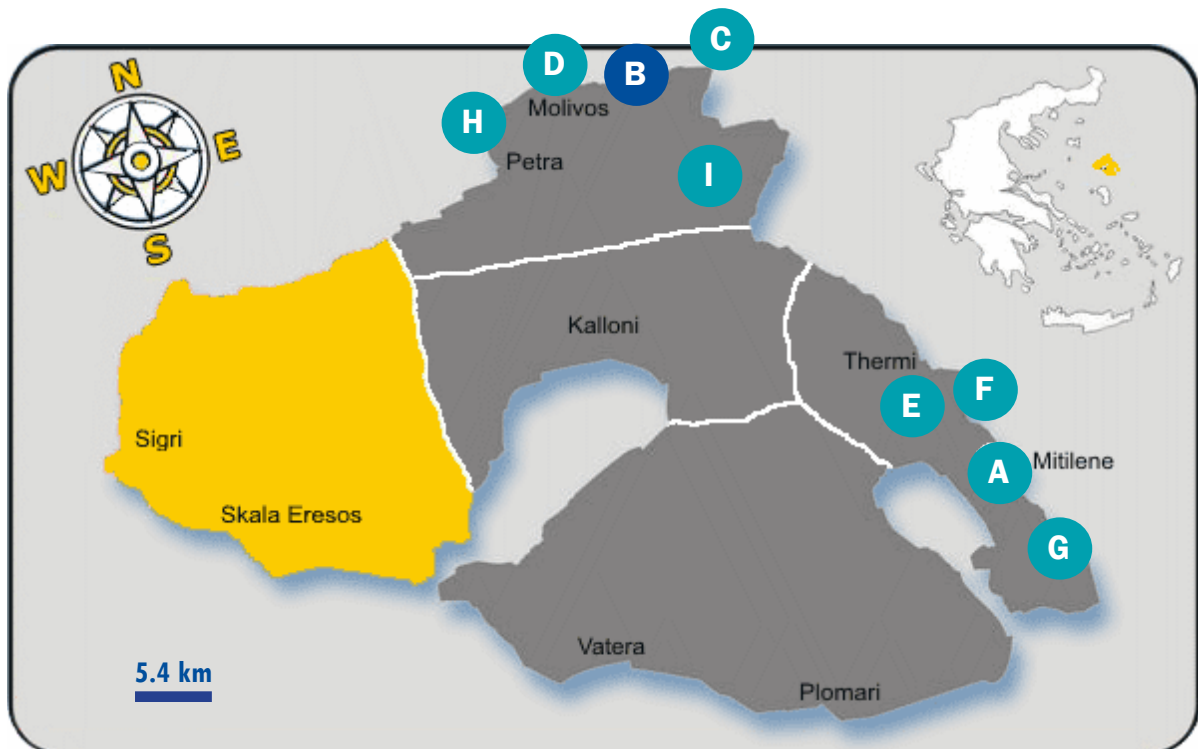 C
D
B
N
Molivos
H
E
Petra
W
I
S
Kalloni
Thermi
F
E
Sigri
Mitilene
A
Skala Eresos
G
Vatera
5.4 km
Plomari